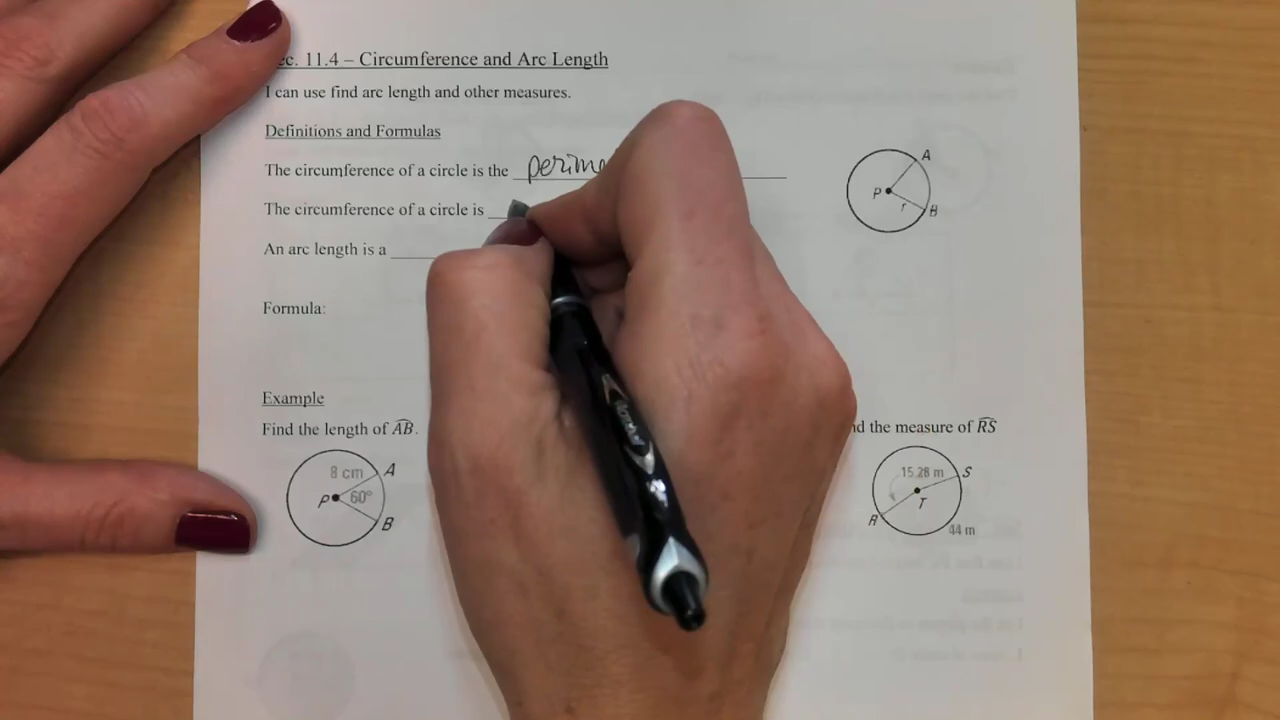 ec. 11.4 – Circumference and Arc Length
I can use find arc length and other measures.
Definitions and Formulas
The circumference of a circle is the perime
The circumference of a circle is
An arc length is a
Formula:
A
P
r
B
Example
Find the length of AB.
8 cm
A
P
60°
B
nd the measure of RS
15.28 m
S
T
R
44 m